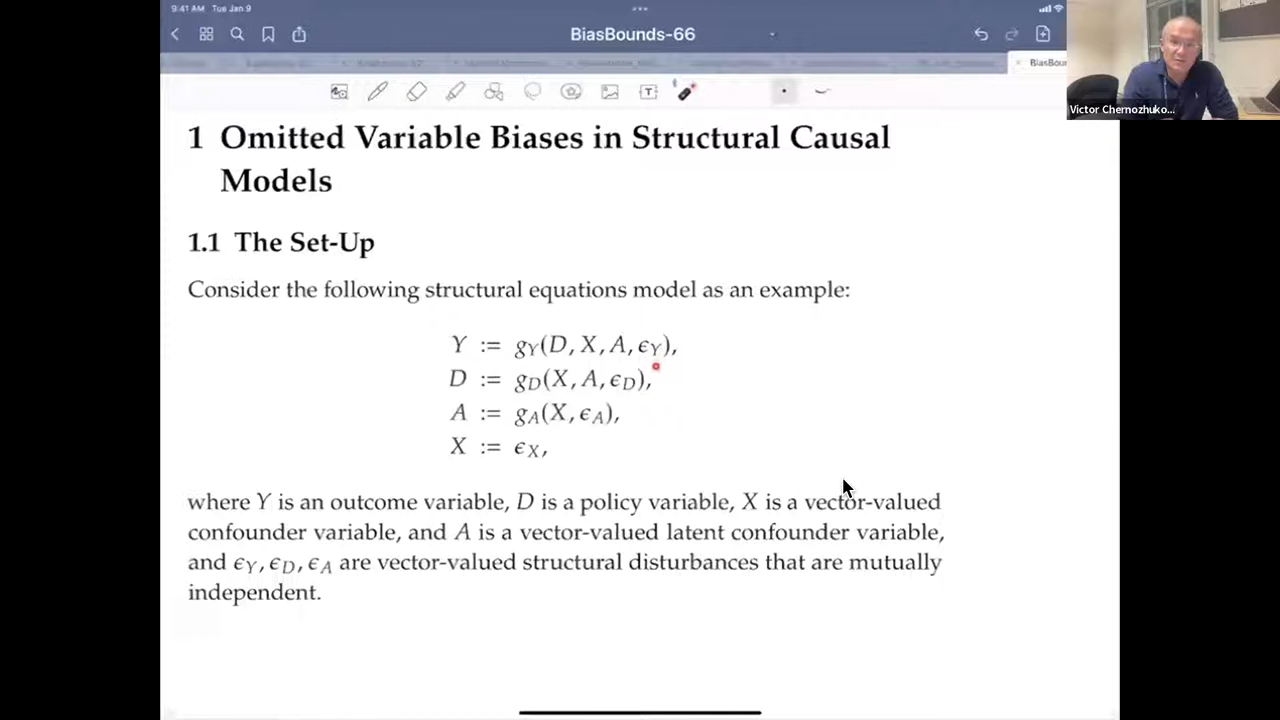 9:41 AM Tue Jan 9
BiasBounds-66
BiasBou
Victor Chernozhuko...
1 Omitted Variable Biases in Structural Causal
Models
1.1 The Set-Up
Consider the following structural equations model as an example:
Y := g_Y(D, X, A, ϵ_Y),
D := g_D(X, A, ϵ_D),
A := g_A(X, ϵ_A),
X := ϵ_X,
where Y is an outcome variable, D is a policy variable, X is a vector-valued
confounder variable, and A is a vector-valued latent confounder variable,
and ϵ_Y, ϵ_D, ϵ_A are vector-valued structural disturbances that are mutually
independent.